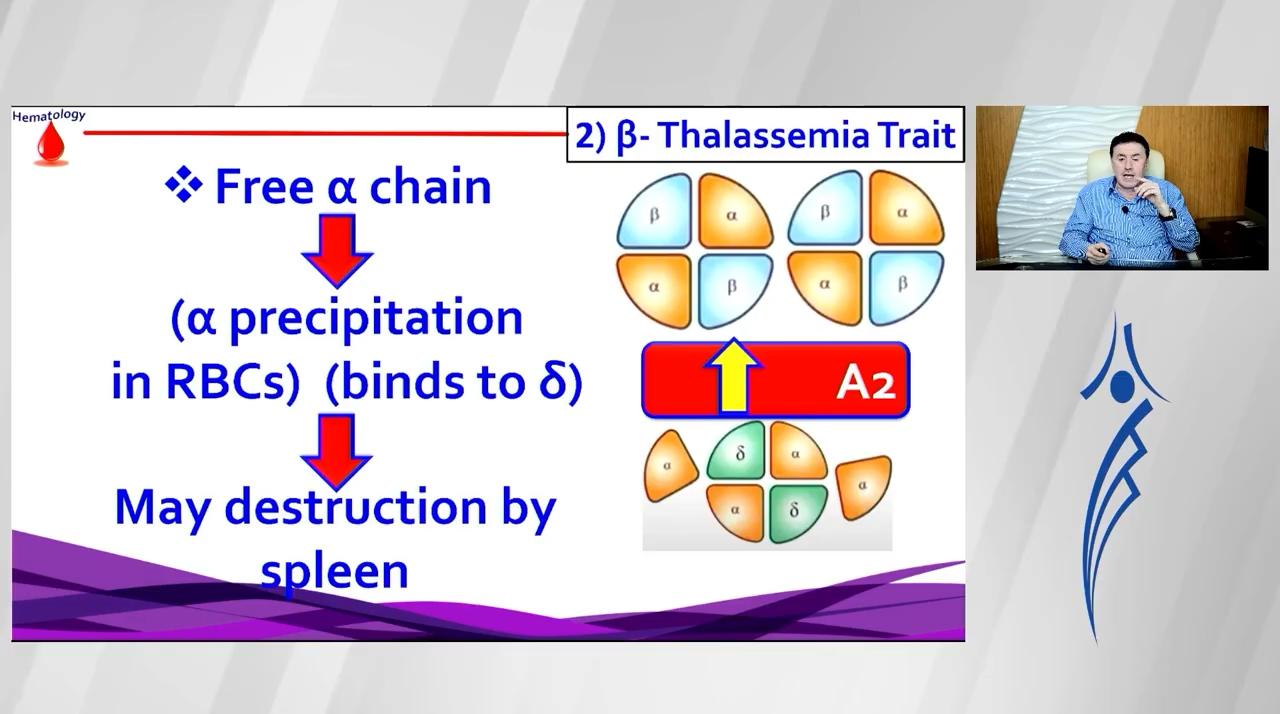 Hematology
2) β- Thalassemia Trait
❖ Free α chain
(α precipitation
in RBCs) (binds to δ)
May destruction by
spleen
β α
α β
β α
α β
A2
α δ α
α δ α